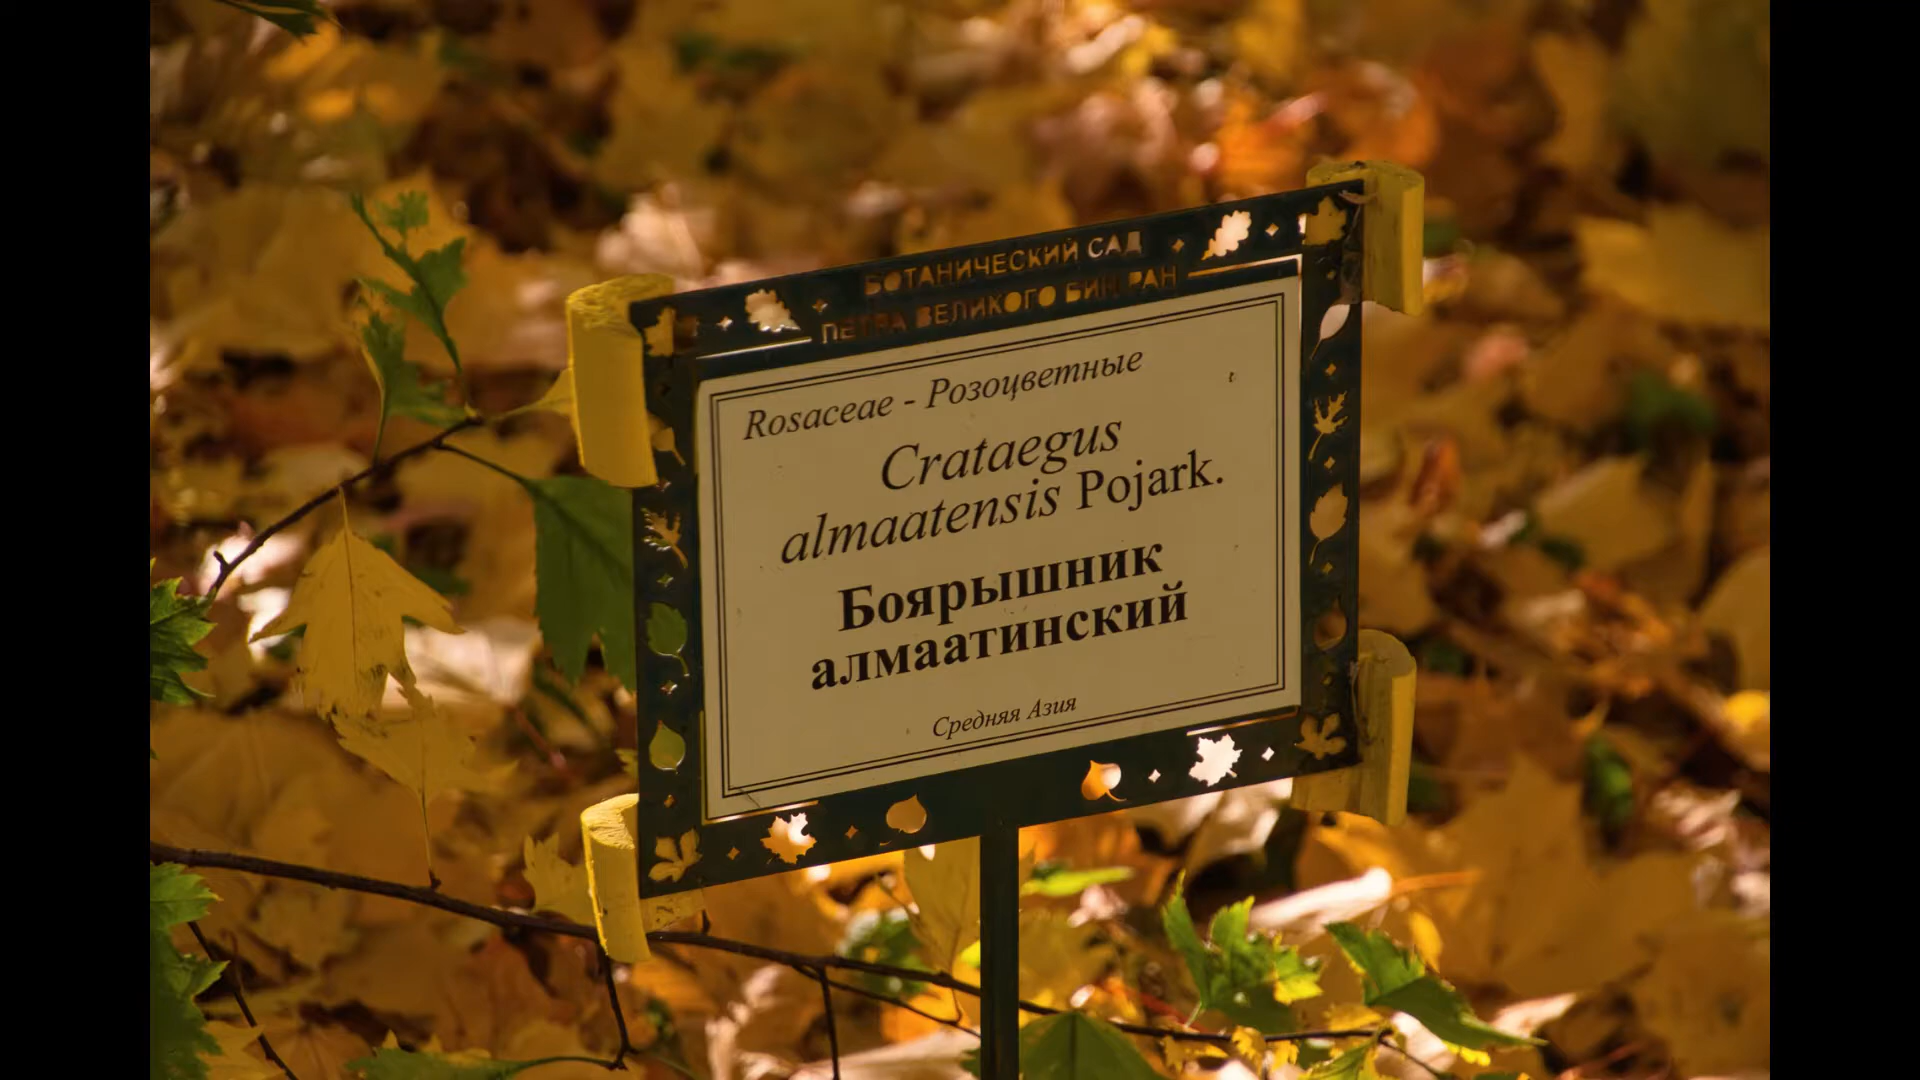 БОТАНИЧЕСКИЙ САД
ПЕТРА ВЕЛИКОГО БИН РАН
Rosaceae - Розоцветные
Crataegus
almaatensis Pojark.
Боярышник
алмаатинский
Средняя Азия